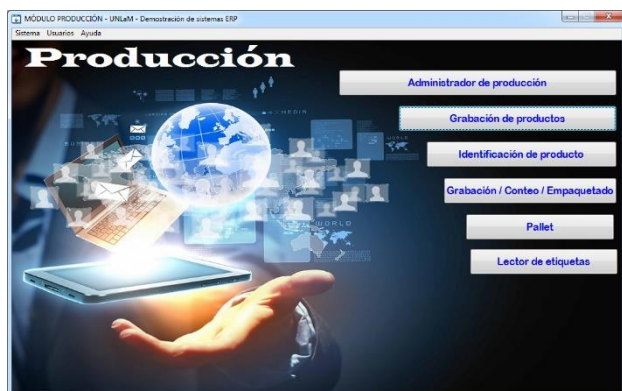 MÓDULO PRODUCCIÓN - UNLaM - Demostración de sistemas ERP
Sistema Usuarios Ayuda
Producción
Administrador de producción
Grabación de productos
Identificación de producto
Grabación / Conteo / Empaquetado
Pallet
Lector de etiquetas
WORLD